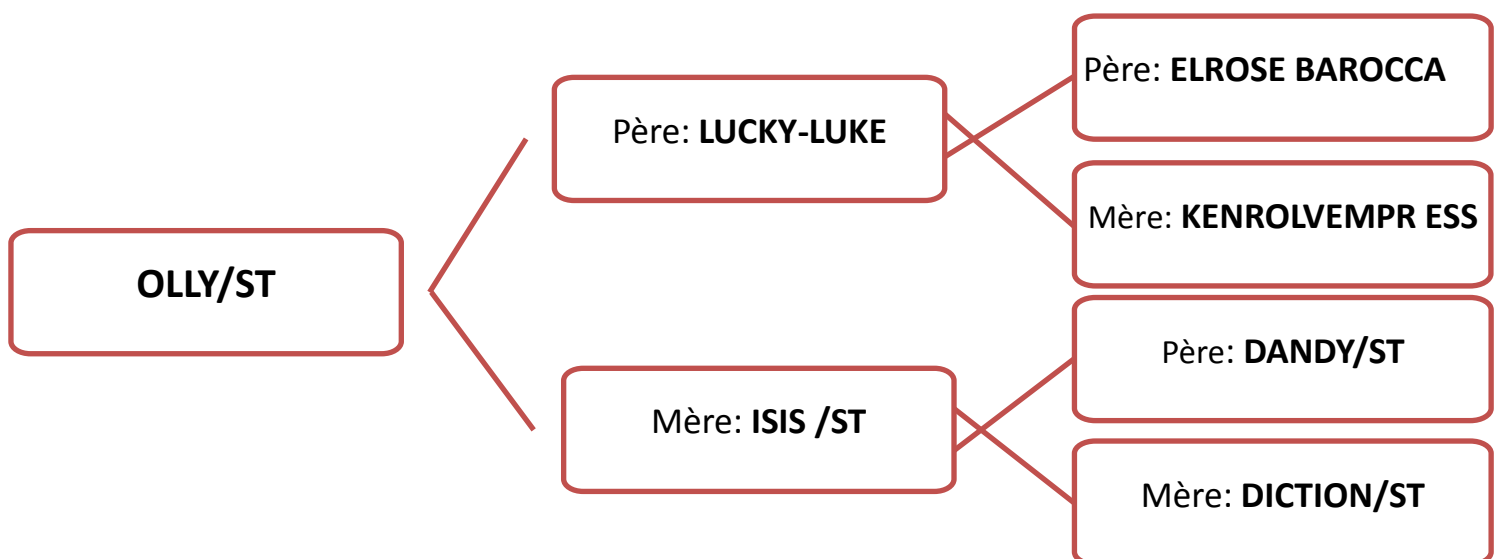 Père: ELROSE BAROCCA
Père: LUCKY-LUKE
Mère: KENROLVEMPR ESS
OLLY/ST
Père: DANDY/ST
Mère: ISIS /ST
Mère: DICTION/ST